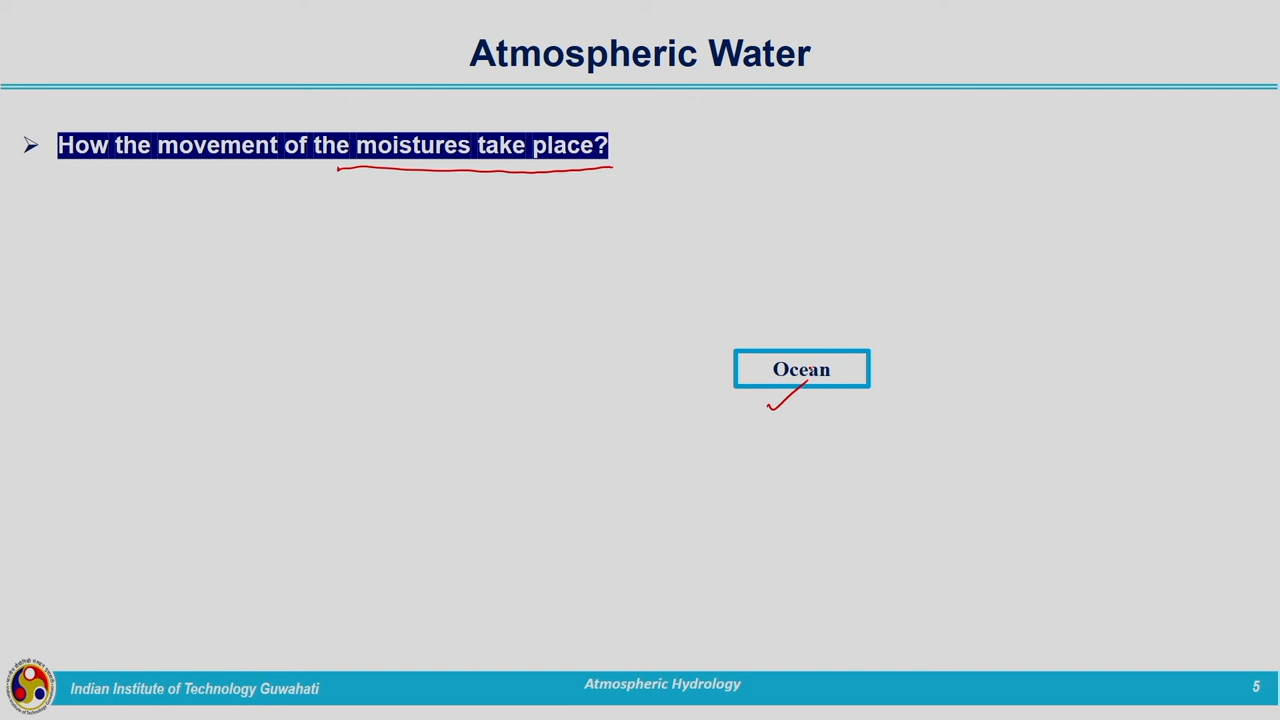 Atmospheric Water
How the movement of the moistures take place?
Ocean
Indian Institute of Technology Guwahati
Atmospheric Hydrology
5